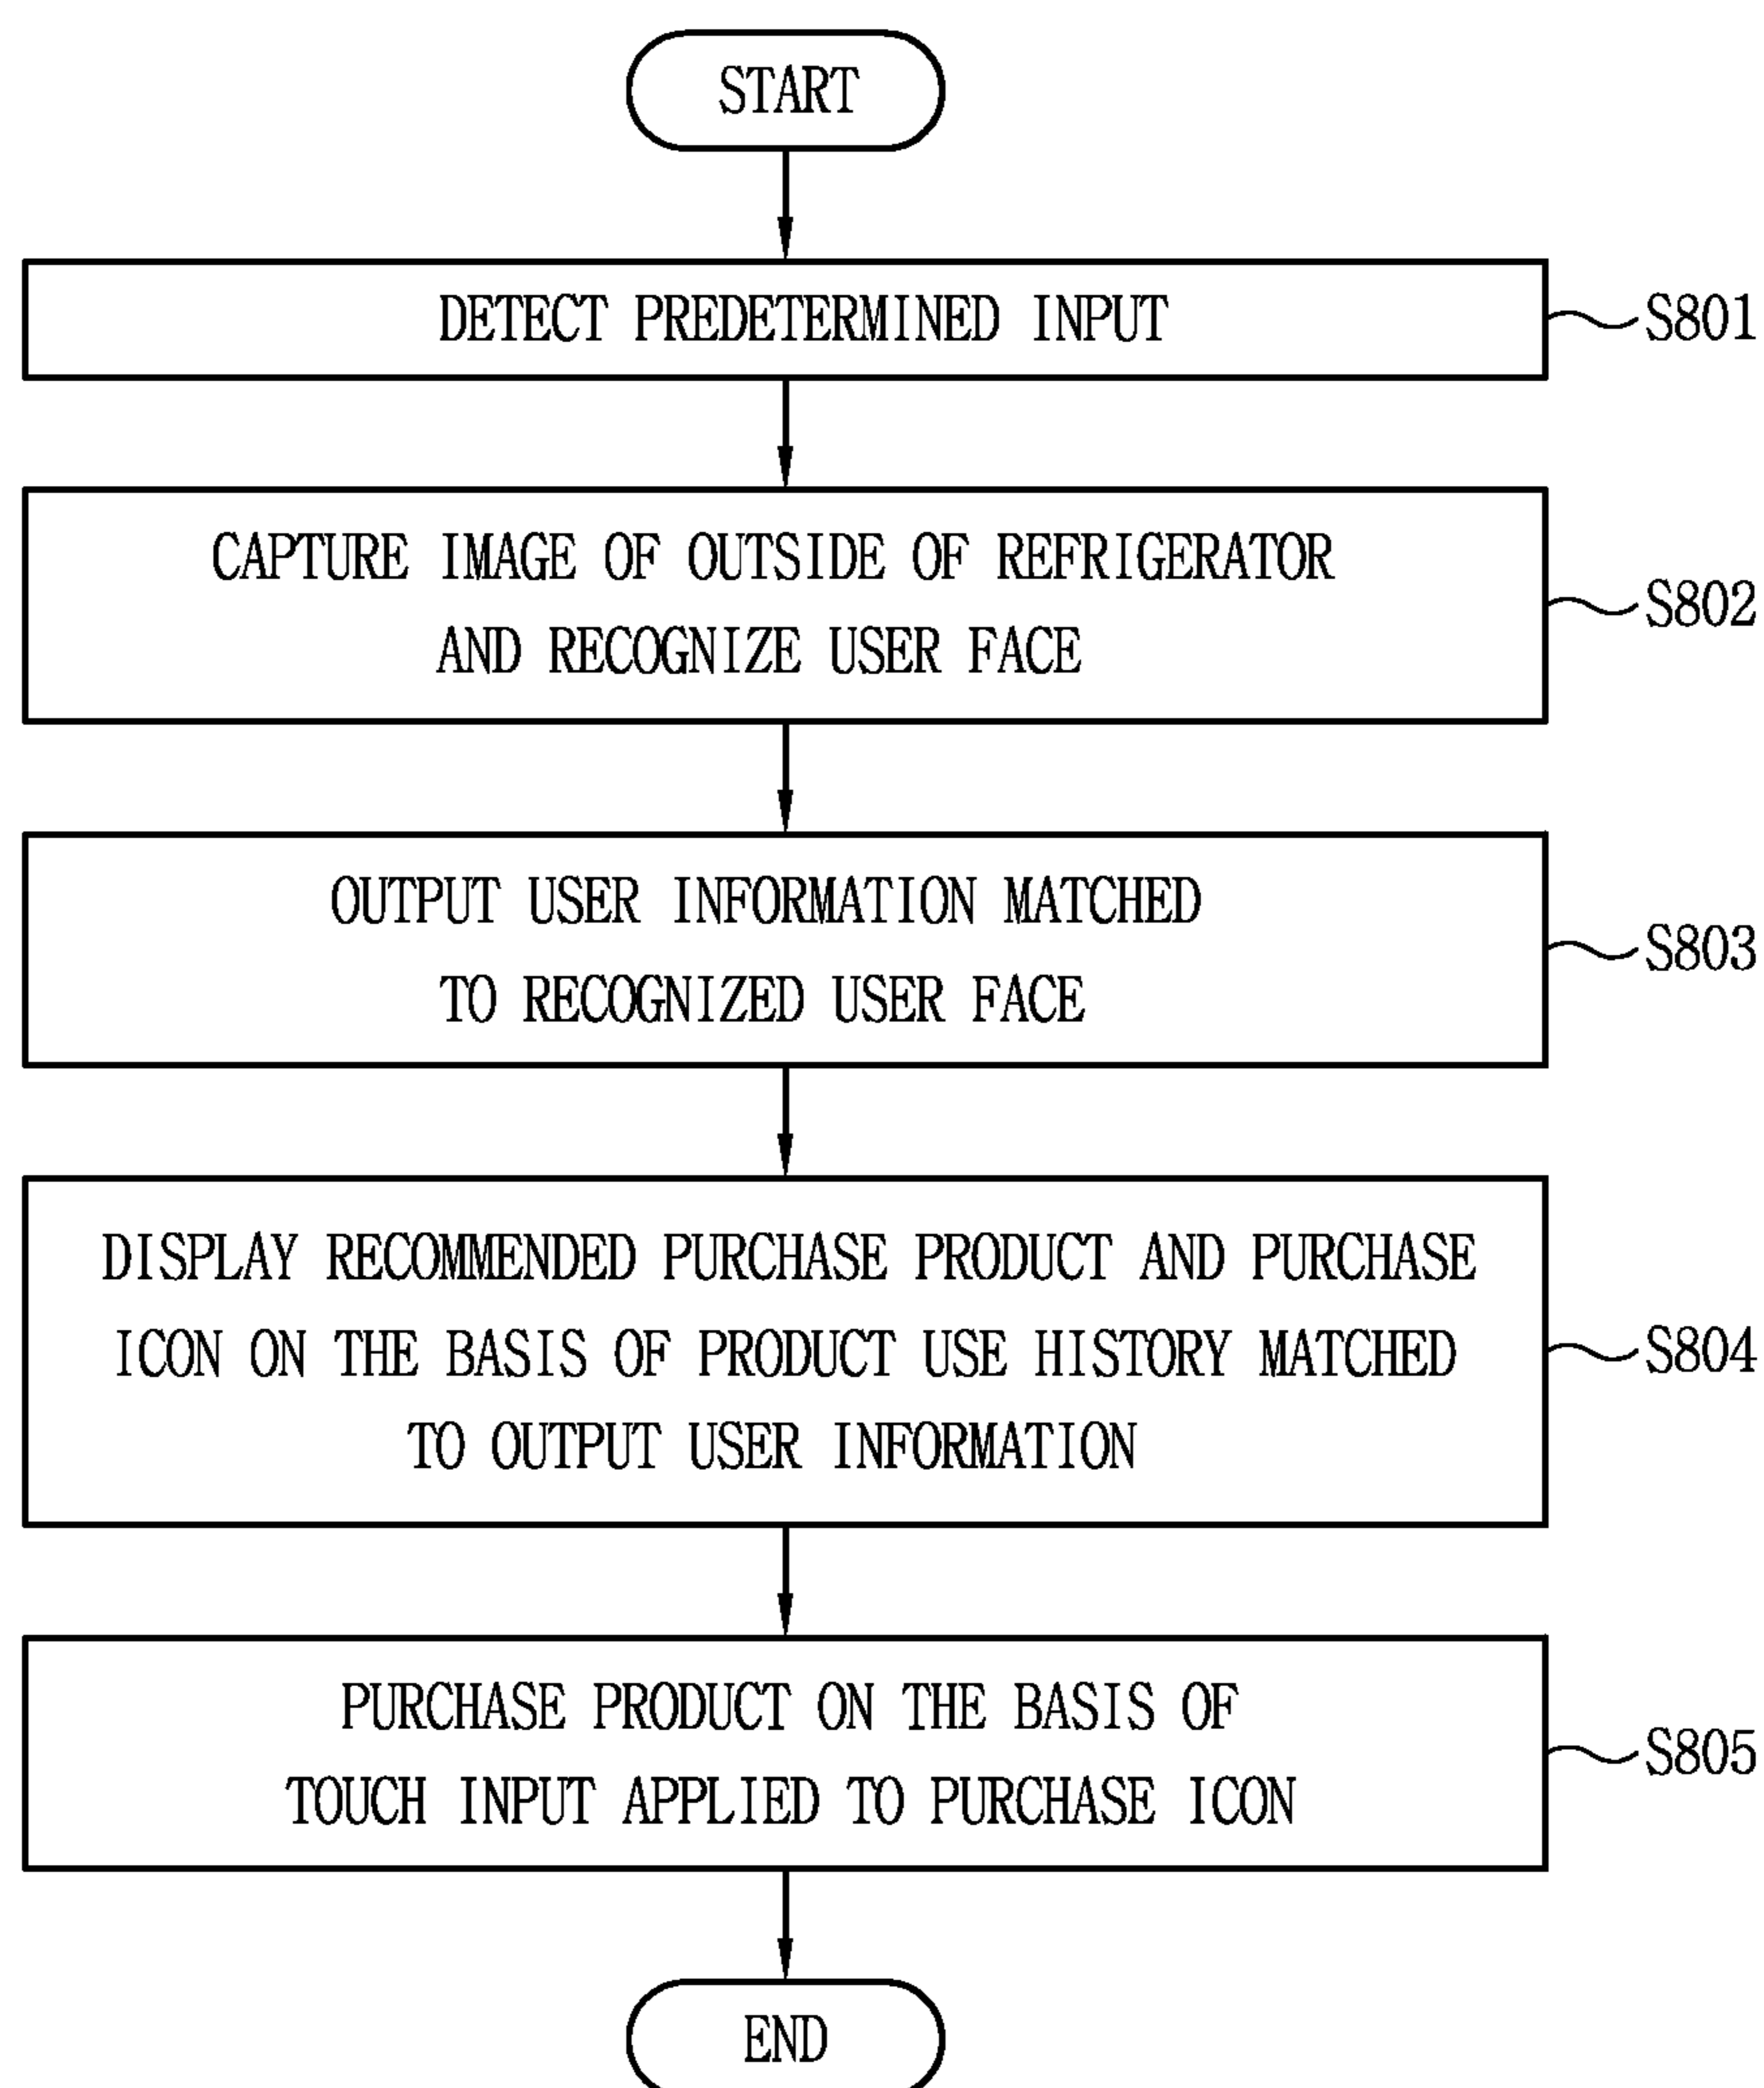 START
DETECT PREDETERMINED INPUT
S801
CAPTURE IMAGE OF OUTSIDE OF REFRIGERATOR
AND RECOGNIZE USER FACE
S802
OUTPUT USER INFORMATION MATCHED
TO RECOGNIZED USER FACE
S803
DISPLAY RECOMMENDED PURCHASE PRODUCT AND PURCHASE
ICON ON THE BASIS OF PRODUCT USE HISTORY MATCHED
TO OUTPUT USER INFORMATION
S804
PURCHASE PRODUCT ON THE BASIS OF
TOUCH INPUT APPLIED TO PURCHASE ICON
S805
END